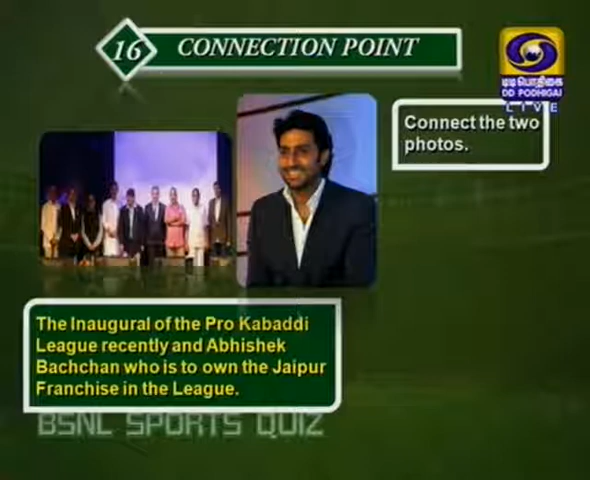 16 CONNECTION POINT
டிடி பொதிகை
DD PODHIGAI
LIVE
Connect the two
photos.
The Inaugural of the Pro Kabaddi
League recently and Abhishek
Bachchan who is to own the Jaipur
Franchise in the League.
BSNL SPORTS QUIZ